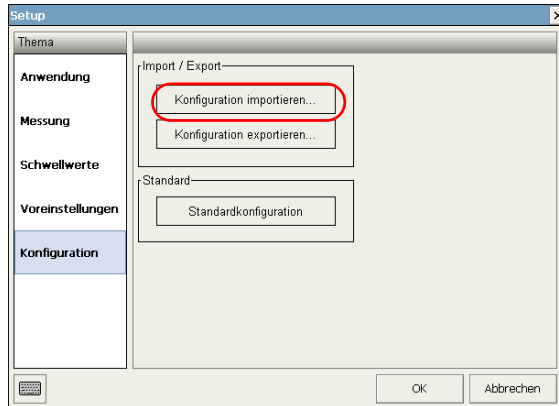 Setup
Thema
Anwendung
Messung
Schwellwerte
Voreinstellungen
Konfiguration
Import / Export
Konfiguration importieren...
Konfiguration exportieren...
Standard
Standardkonfiguration
OK
Abbrechen